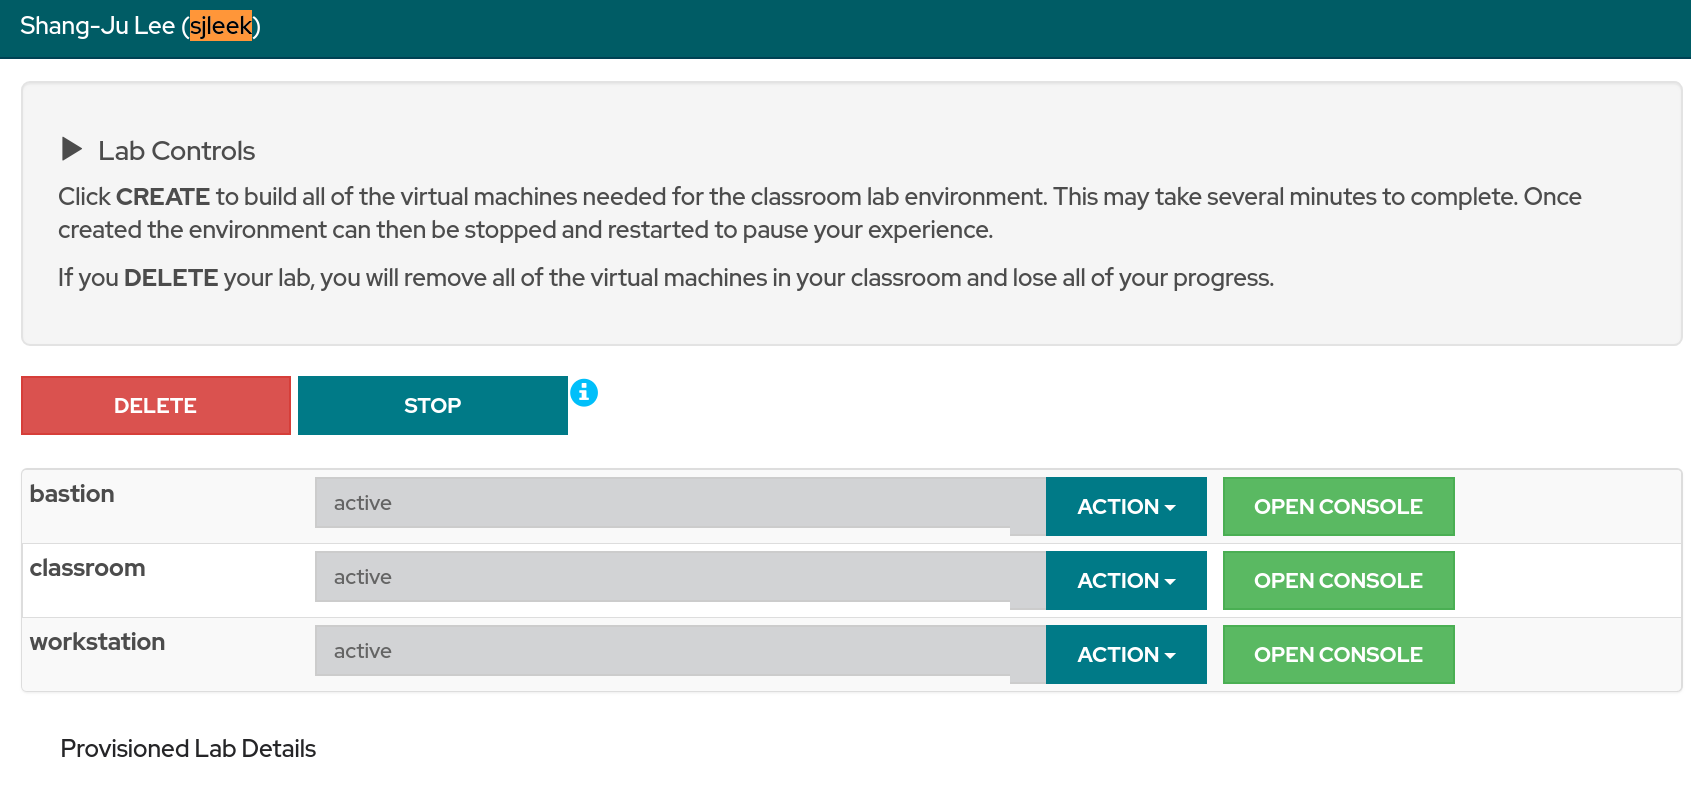 Shang-Ju Lee (sjleek)
Lab Controls
Click CREATE to build all of the virtual machines needed for the classroom lab environment. This may take several minutes to complete. Once
created the environment can then be stopped and restarted to pause your experience.
If you DELETE your lab, you will remove all of the virtual machines in your classroom and lose all of your progress.
DELETE STOP
bastion active ACTION OPEN CONSOLE
classroom active ACTION OPEN CONSOLE
workstation active ACTION OPEN CONSOLE
Provisioned Lab Details